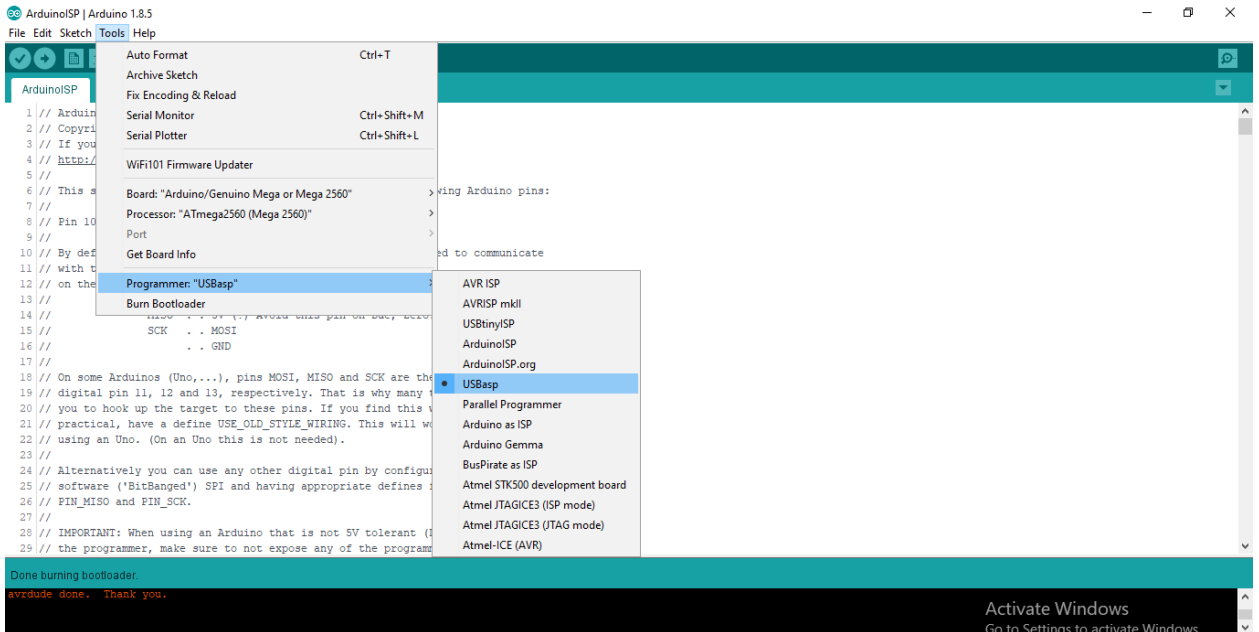 ArduinoISP | Arduino 1.8.5
File Edit Sketch Tools Help
ArduinoISP
Auto Format Ctrl+T
Archive Sketch
Fix Encoding & Reload
Serial Monitor Ctrl+Shift+M
Serial Plotter Ctrl+Shift+L
WiFi101 Firmware Updater
Board: "Arduino/Genuino Mega or Mega 2560"
Processor: "ATmega2560 (Mega 2560)"
Port
Get Board Info
Programmer: "USBasp"
Burn Bootloader
AVR ISP
AVRISP mkII
USBtinyISP
ArduinoISP
ArduinoISP.org
USBasp
Parallel Programmer
Arduino as ISP
Arduino Gemma
BusPirate as ISP
Atmel STK500 development board
Atmel JTAGICE3 (ISP mode)
Atmel JTAGICE3 (JTAG mode)
Atmel-ICE (AVR)
1 // Arduin
2 // Copyri
3 // If you
4 // http:/
5 //
6 // This s wing Arduino pins:
7 //
8 // Pin 10
9 //
10 // By def ed to communicate
11 // with t
12 // on the
13 //
14 //
15 // SCK . . MOSI
16 // . . GND
17 //
18 // On some Arduinos (Uno,...), pins MOSI, MISO and SCK are the
19 // digital pin 11, 12 and 13, respectively. That is why many
20 // you to hook up the target to these pins. If you find this
21 // practical, have a define USE_OLD_STYLE_WIRING. This will wo
22 // using an Uno. (On an Uno this is not needed).
23 //
24 // Alternatively you can use any other digital pin by configu
25 // software ('BitBanged') SPI and having appropriate defines
26 // PIN_MISO and PIN_SCK.
27 //
28 // IMPORTANT: When using an Arduino that is not 5V tolerant
29 // the programmer, make sure to not expose any of the programm
Done burning bootloader.
avrdude done. Thank you.
Activate Windows
Go to Settings to activate Windows.